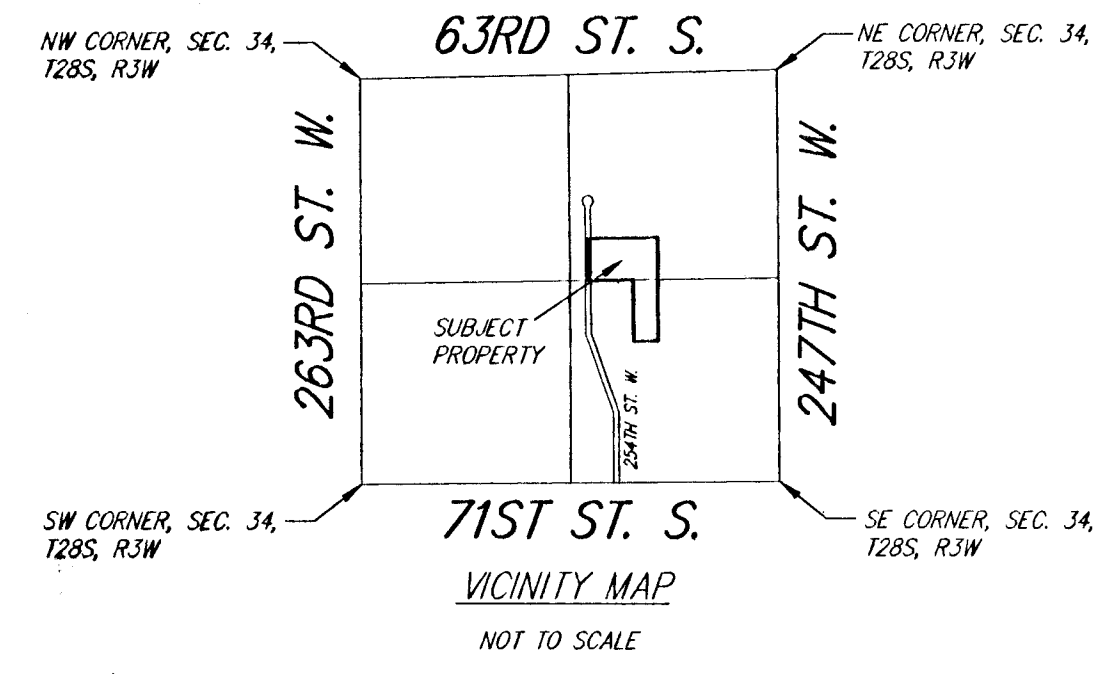 63RD ST. S.
NW CORNER, SEC. 34,
T28S, R3W
NE CORNER, SEC. 34,
T28S, R3W
263RD ST. W.
247TH ST. W.
SUBJECT
PROPERTY
254TH ST. W.
SW CORNER, SEC. 34,
T28S, R3W
71ST ST. S.
SE CORNER, SEC. 34,
T28S, R3W
VICINITY MAP
NOT TO SCALE